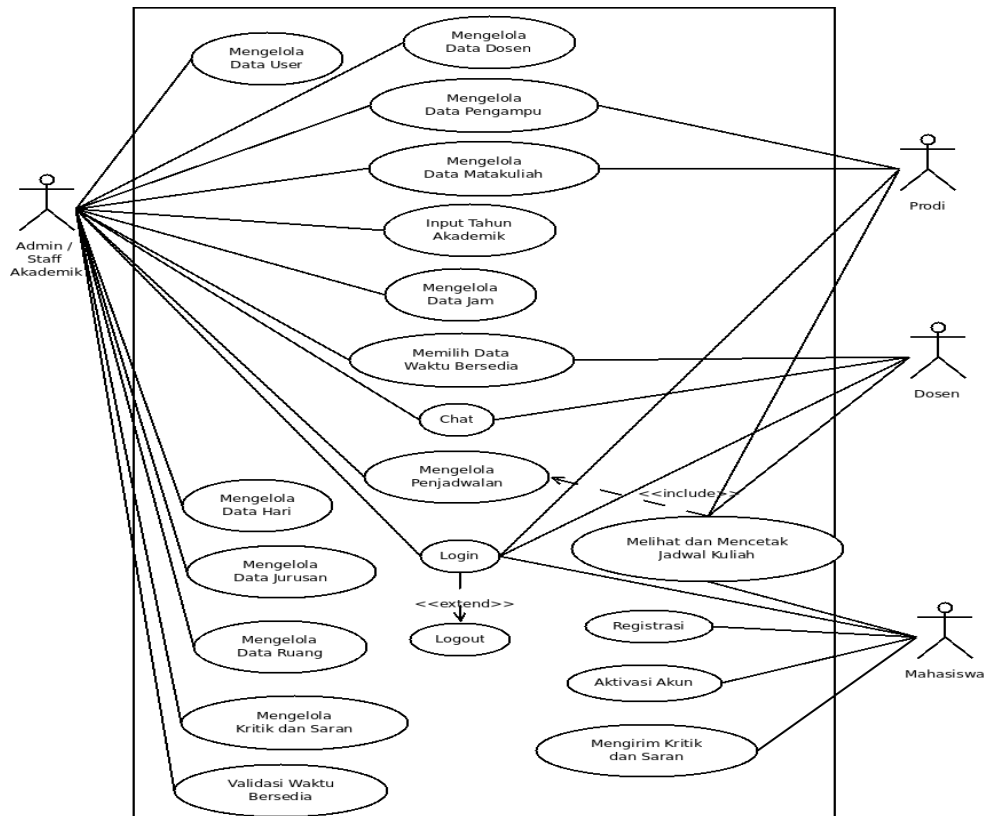 Mengelola
Data User
Mengelola
Data Dosen
Mengelola
Data Pengampu
Mengelola
Data Matakuliah
Prodi
Admin /
Staff
Akademik
Input Tahun
Akademik
Mengelola
Data Jam
Memilih Data
Waktu Bersedia
Dosen
Chat
Mengelola
Penjadwalan
<<include>>
Mengelola
Data Hari
Login
Melihat dan Mencetak
Jadwal Kuliah
Mengelola
Data Jurusan
<<extend>>
Logout
Registrasi
Mengelola
Data Ruang
Mahasiswa
Aktivasi Akun
Mengelola
Kritik dan Saran
Mengirim Kritik
dan Saran
Validasi Waktu
Bersedia